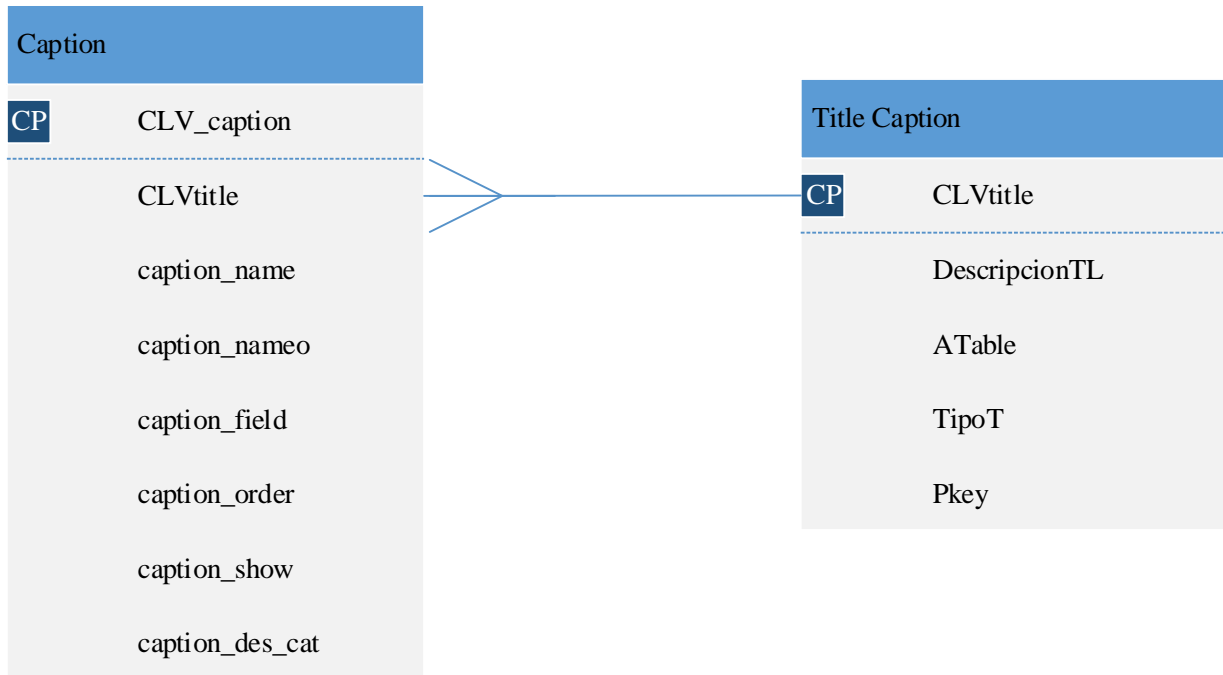 Caption
CP CLV_caption
CLVtitle
caption_name
caption_nameo
caption_field
caption_order
caption_show
caption_des_cat
Title Caption
CP CLVtitle
DescripcionTL
ATable
TipoT
Pkey